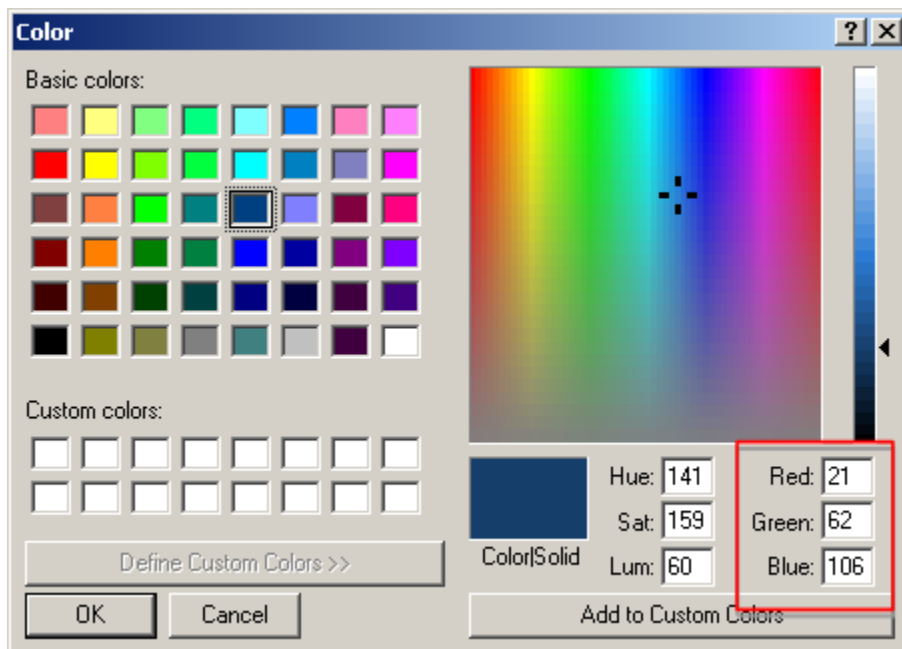 Color
Basic colors:
Custom colors:
Define Custom Colors >>
OK Cancel
Color|Solid
Hue: 141
Sat: 159
Lum: 60
Red: 21
Green: 62
Blue: 106
Add to Custom Colors